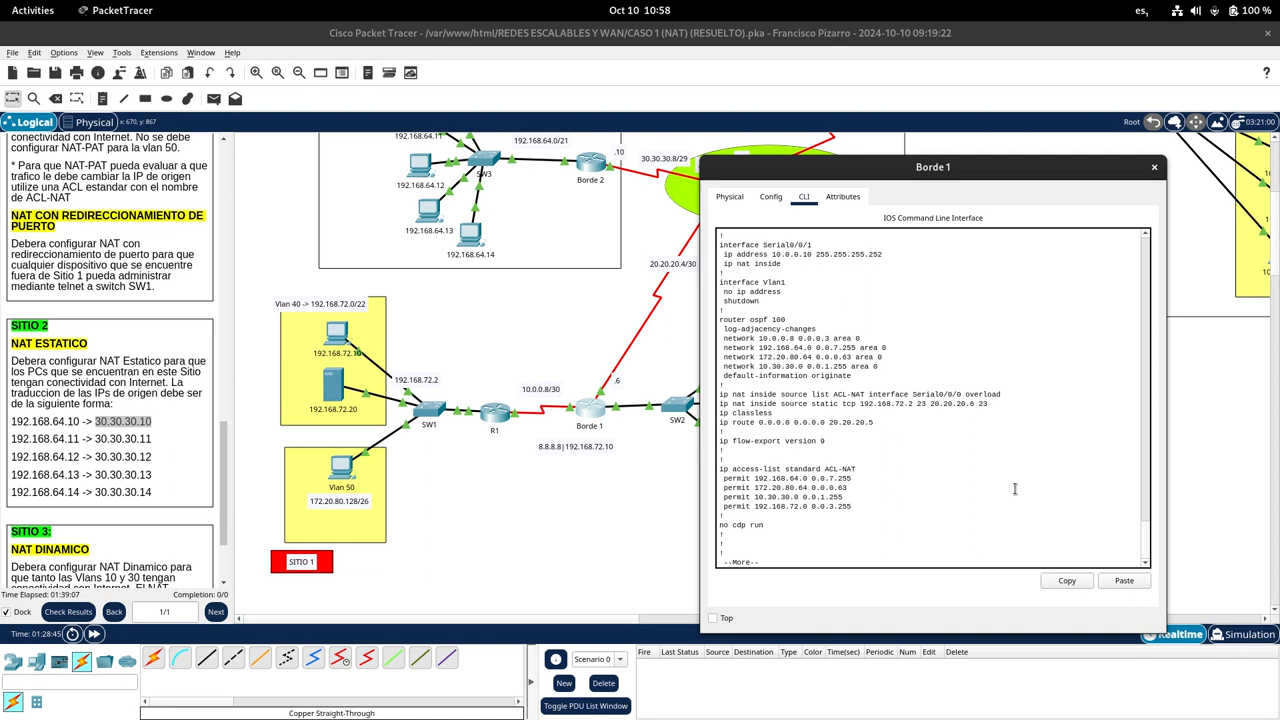 Activities
PacketTracer
Oct 10 10:58
es,
100 %
Cisco Packet Tracer - /var/www/html/REDES ESCALABLES Y WAN/CASO 1 (NAT) (RESUELTO).pka - Francisco Pizarro - 2024-10-10 09:19:22
File Edit Options View Tools Extensions Window Help
Logical
Physical
x: 670, y: 867
Root
03:21:00
conectividad con Internet. No se debe
configurar NAT-PAT para la vlan 50.
* Para que NAT-PAT pueda evaluar a que
trafico le debe cambiar la IP de origen
utilize una ACL estandar con el nombre
de ACL-NAT
NAT CON REDIRECCIONAMIENTO DE
PUERTO
Debera configurar NAT con
redireccionamiento de puerto para que
cualquier dispositivo que se encuentre
fuera de Sitio 1 pueda administrar
mediante telnet a switch SW1.
SITIO 2
NAT ESTATICO
Debera configurar NAT Estatico para que
los PCs que se encuentran en este Sitio
tengan conectividad con Internet. La
traduccion de las IPs de origen debe ser
de la siguiente forma:
192.168.64.10 -> 30.30.30.10
192.168.64.11 -> 30.30.30.11
192.168.64.12 -> 30.30.30.12
192.168.64.13 -> 30.30.30.13
192.168.64.14 -> 30.30.30.14
SITIO 3:
NAT DINAMICO
Debera configurar NAT Dinamico para
que tanto las Vlans 10 y 30 tengan
conectividad con Internet. El NAT
Time Elapsed: 01:39:07
Completion: 0/0
Dock
Check Results
Back
1/1
Next
192.168.64.11
192.168.64.0/21
.10
30.30.30.8/29
SW3
Borde 2
192.168.64.12
192.168.64.13
192.168.64.14
20.20.20.4/30
Vlan 40 -> 192.168.72.0/22
192.168.72.10
192.168.72.2
192.168.72.20
10.0.0.8/30
.6
SW1
R1
Borde 1
SW2
8.8.8.8|192.168.72.10
Vlan 50
172.20.80.128/26
SITIO 1
Borde 1
Physical
Config
CLI
Attributes
IOS Command Line Interface
!
interface Serial0/0/1
ip address 10.0.0.10 255.255.255.252
ip nat inside
!
interface Vlan1
no ip address
shutdown
!
router ospf 100
log-adjacency-changes
network 10.0.0.8 0.0.0.3 area 0
network 192.168.64.0 0.0.7.255 area 0
network 172.20.80.64 0.0.0.63 area 0
network 10.30.30.0 0.0.1.255 area 0
default-information originate
!
ip nat inside source list ACL-NAT interface Serial0/0/0 overload
ip nat inside source static tcp 192.168.72.2 23 20.20.20.6 23
ip classless
ip route 0.0.0.0 0.0.0.0 20.20.20.5
!
ip flow-export version 9
!
!
ip access-list standard ACL-NAT
permit 192.168.64.0 0.0.7.255
permit 172.20.80.64 0.0.0.63
permit 10.30.30.0 0.0.1.255
permit 192.168.72.0 0.0.3.255
!
no cdp run
!
!
!
--More--
Copy
Paste
Top
Time: 01:28:45
Realtime
Simulation
Copper Straight-Through
Scenario 0
New
Delete
Toggle PDU List Window
Fire Last Status Source Destination Type Color Time(sec) Periodic Num Edit Delete